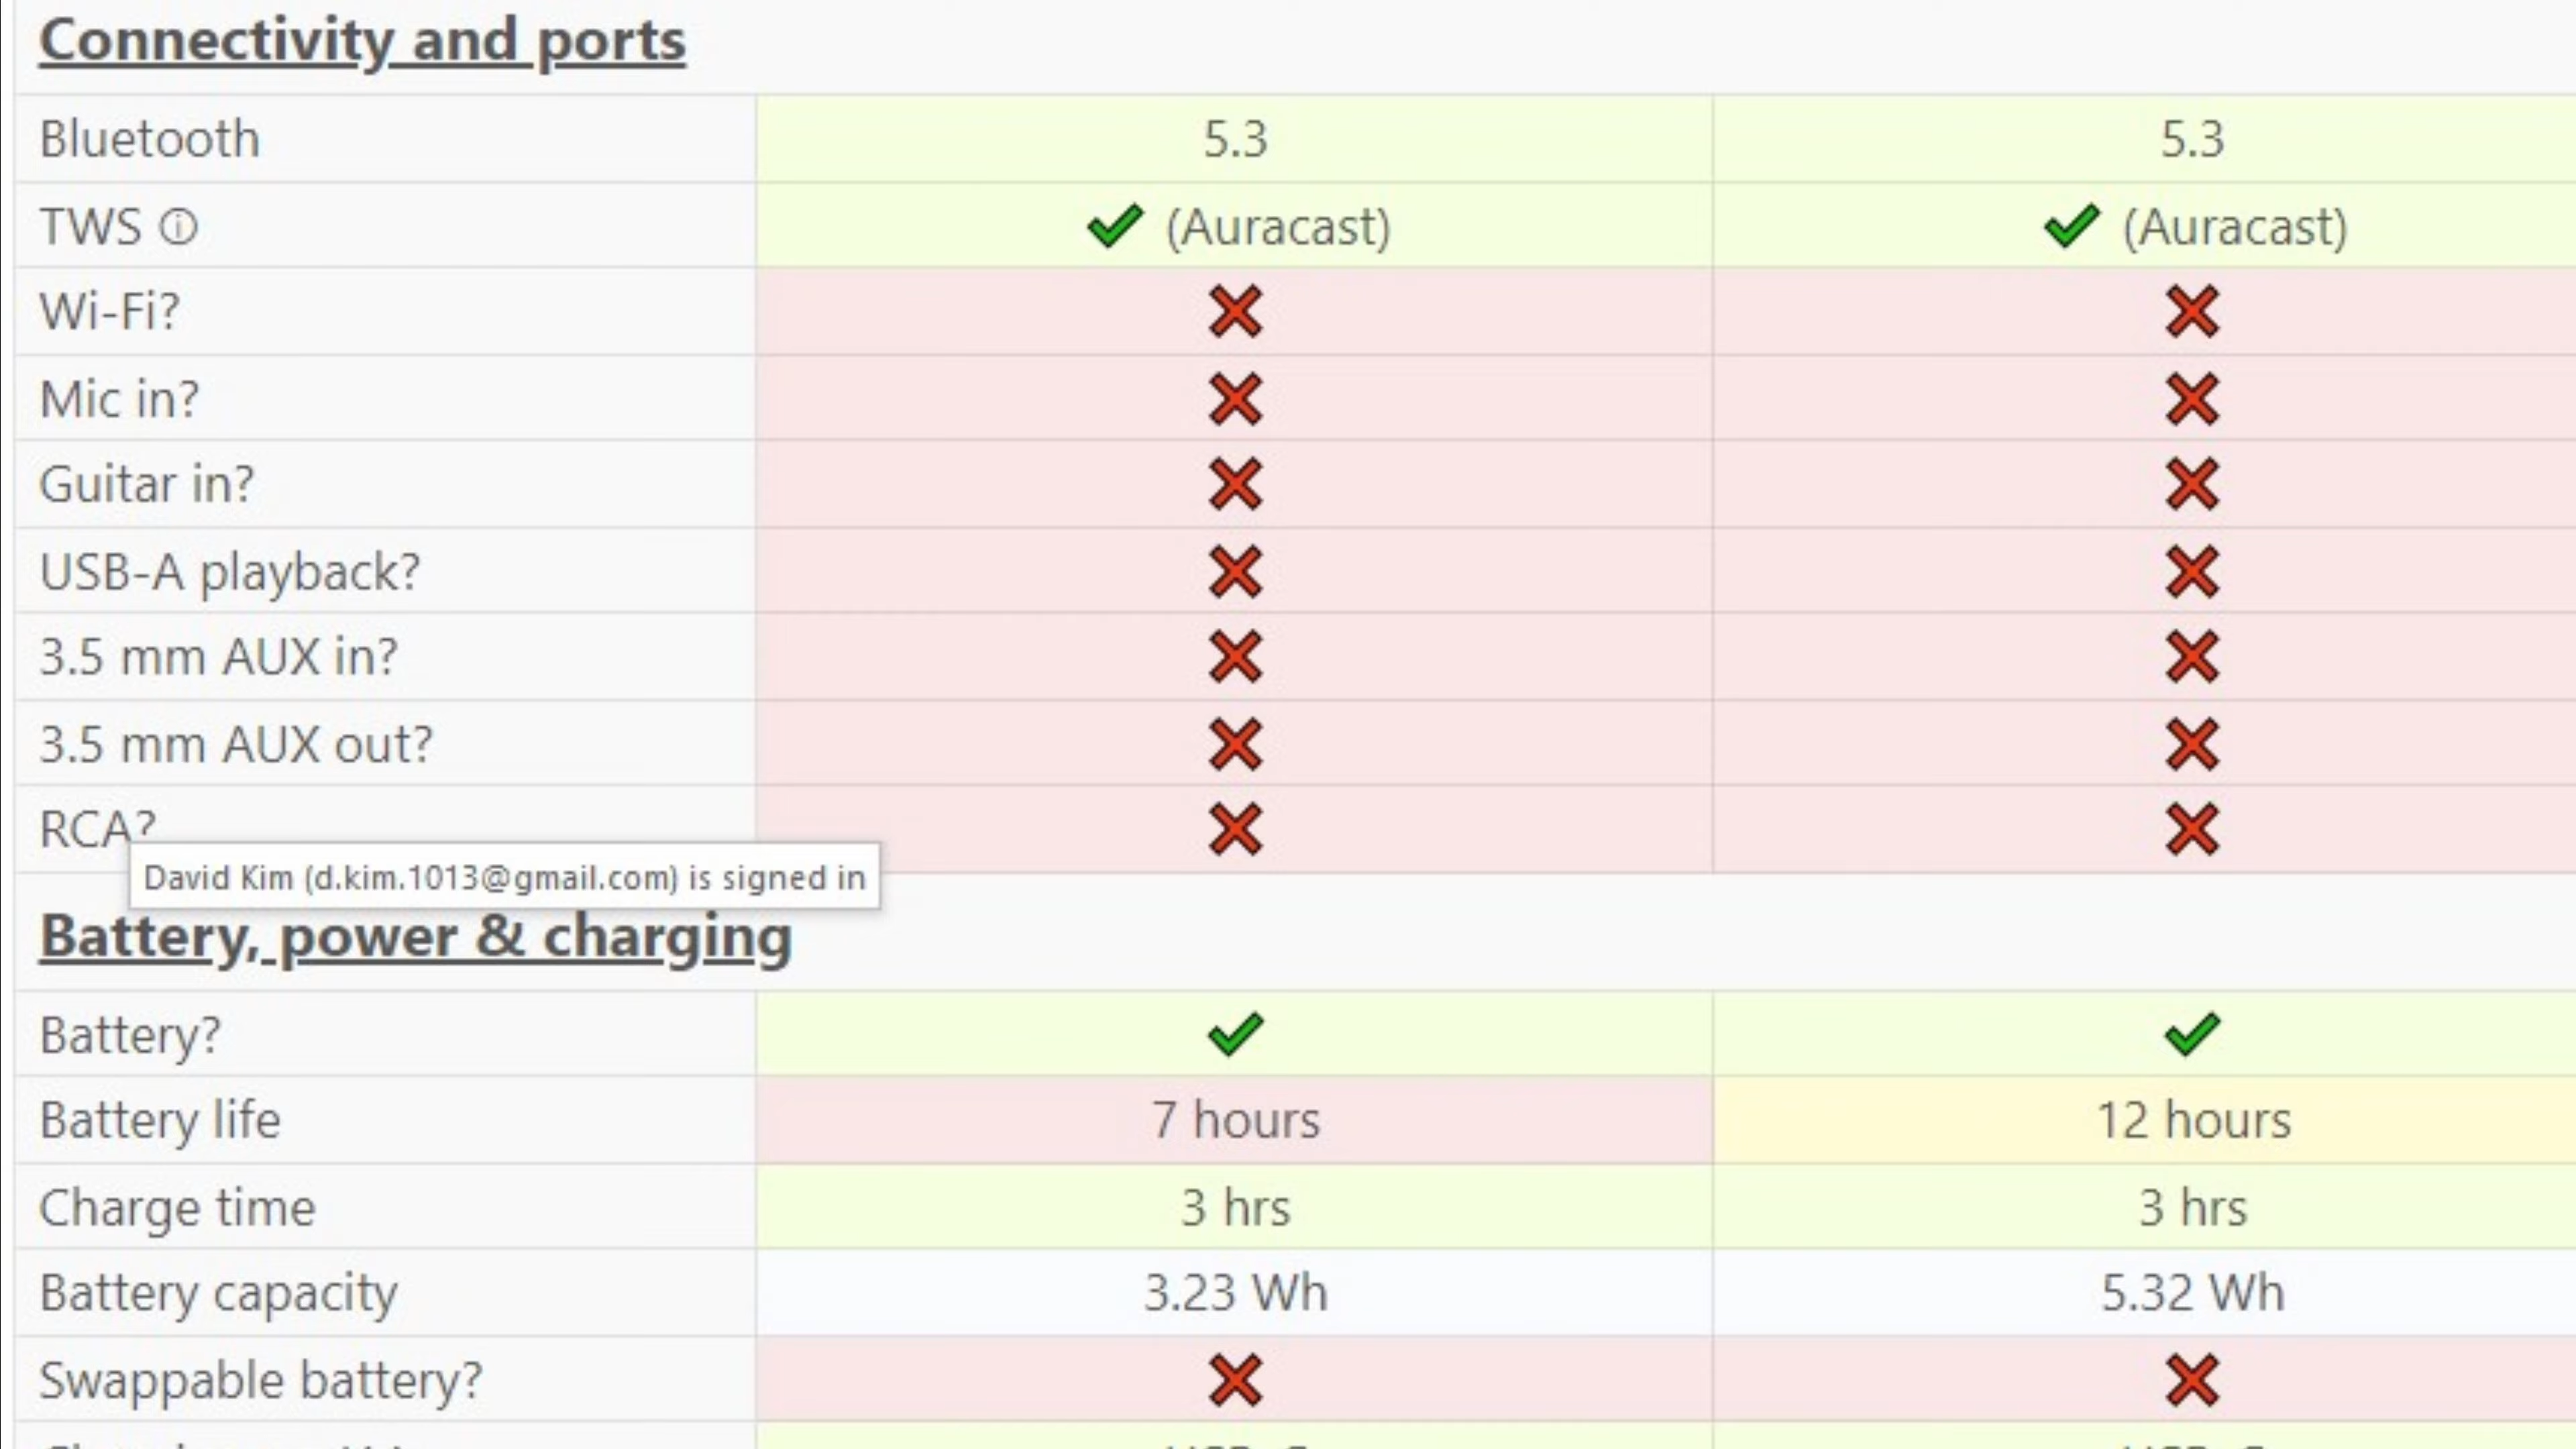 Connectivity and ports
Bluetooth 5.3 5.3
TWS ⓘ (Auracast) (Auracast)
Wi-Fi?
Mic in?
Guitar in?
USB-A playback?
3.5 mm AUX in?
3.5 mm AUX out?
RCA?
David Kim (d.kim.1013@gmail.com) is signed in
Battery, power & charging
Battery?
Battery life 7 hours 12 hours
Charge time 3 hrs 3 hrs
Battery capacity 3.23 Wh 5.32 Wh
Swappable battery?